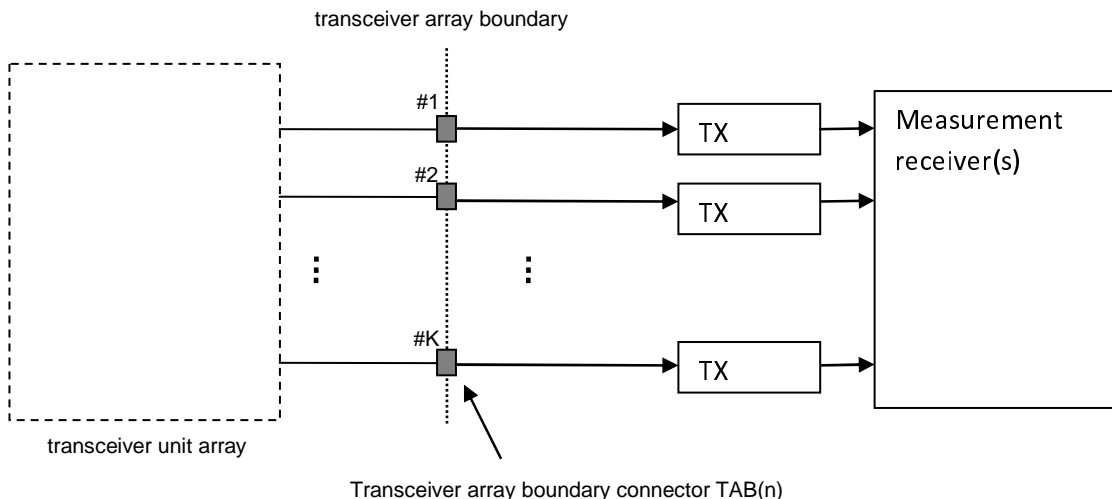 transceiver array boundary
#1
TX
Measurement
receiver(s)
#2
TX
#K
TX
transceiver unit array
Transceiver array boundary connector TAB(n)